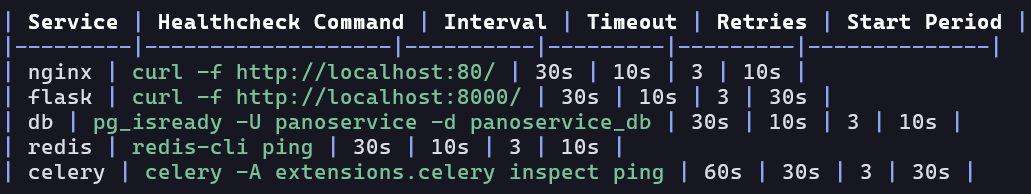 | Service | Healthcheck Command | Interval | Timeout | Retries | Start Period |
|---------|-------------------|----------|---------|---------|--------------|
| nginx | curl -f http://localhost:80/ | 30s | 10s | 3 | 10s |
| flask | curl -f http://localhost:8000/ | 30s | 10s | 3 | 30s |
| db | pg_isready -U panoservice -d panoservice_db | 30s | 10s | 3 | 10s |
| redis | redis-cli ping | 30s | 10s | 3 | 10s |
| celery | celery -A extensions.celery inspect ping | 60s | 30s | 3 | 30s |